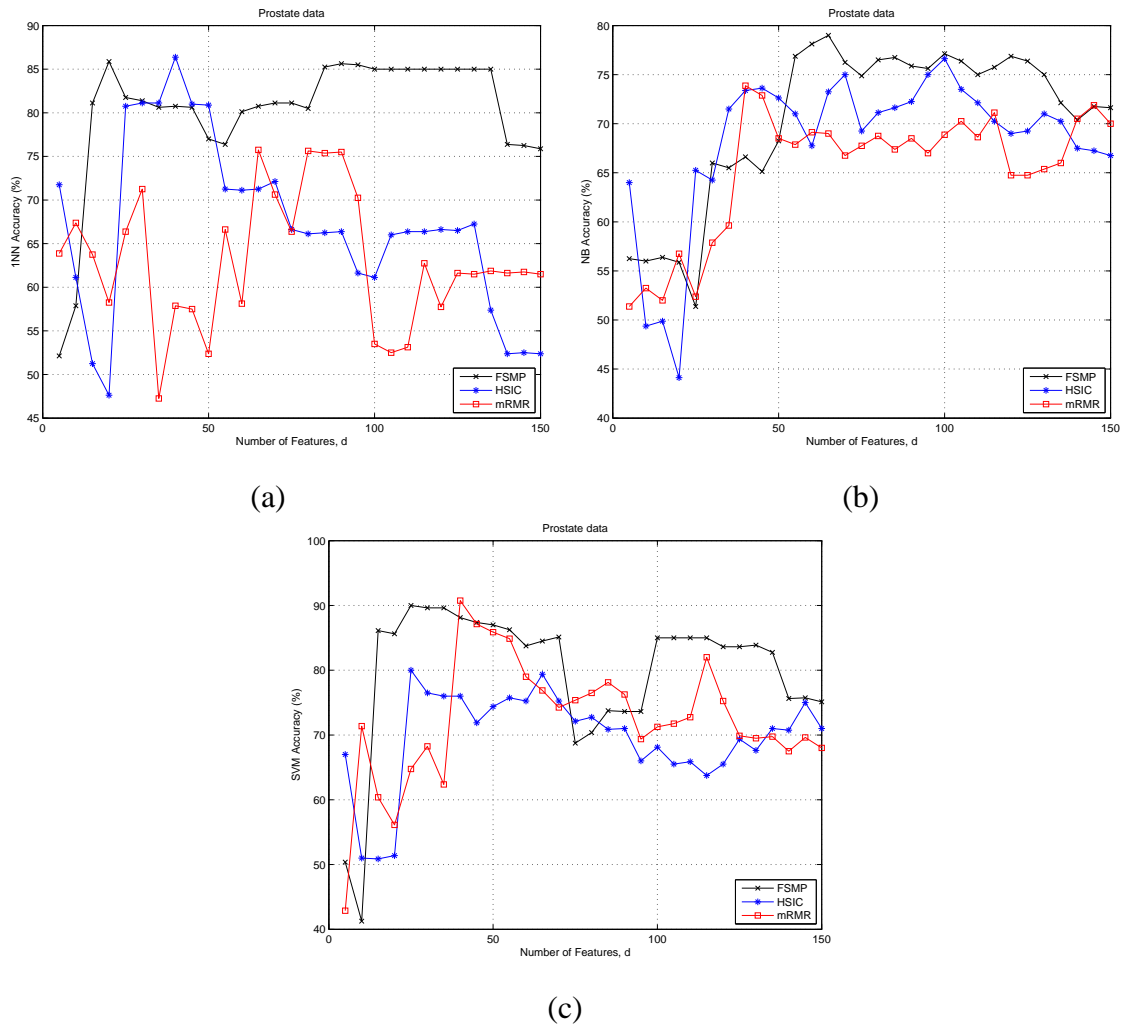 Prostate data
90
85
80
75
70
65
60
55
50
45
0
50
100
150
1NN Accuracy (%)
Number of Features, d
FSMP
HSIC
mRMR
(a)
Prostate data
80
75
70
65
60
55
50
45
40
0
50
100
150
NB Accuracy (%)
Number of Features, d
FSMP
HSIC
mRMR
(b)
Prostate data
100
90
80
70
60
50
40
0
50
100
150
SVM Accuracy (%)
Number of Features, d
FSMP
HSIC
mRMR
(c)